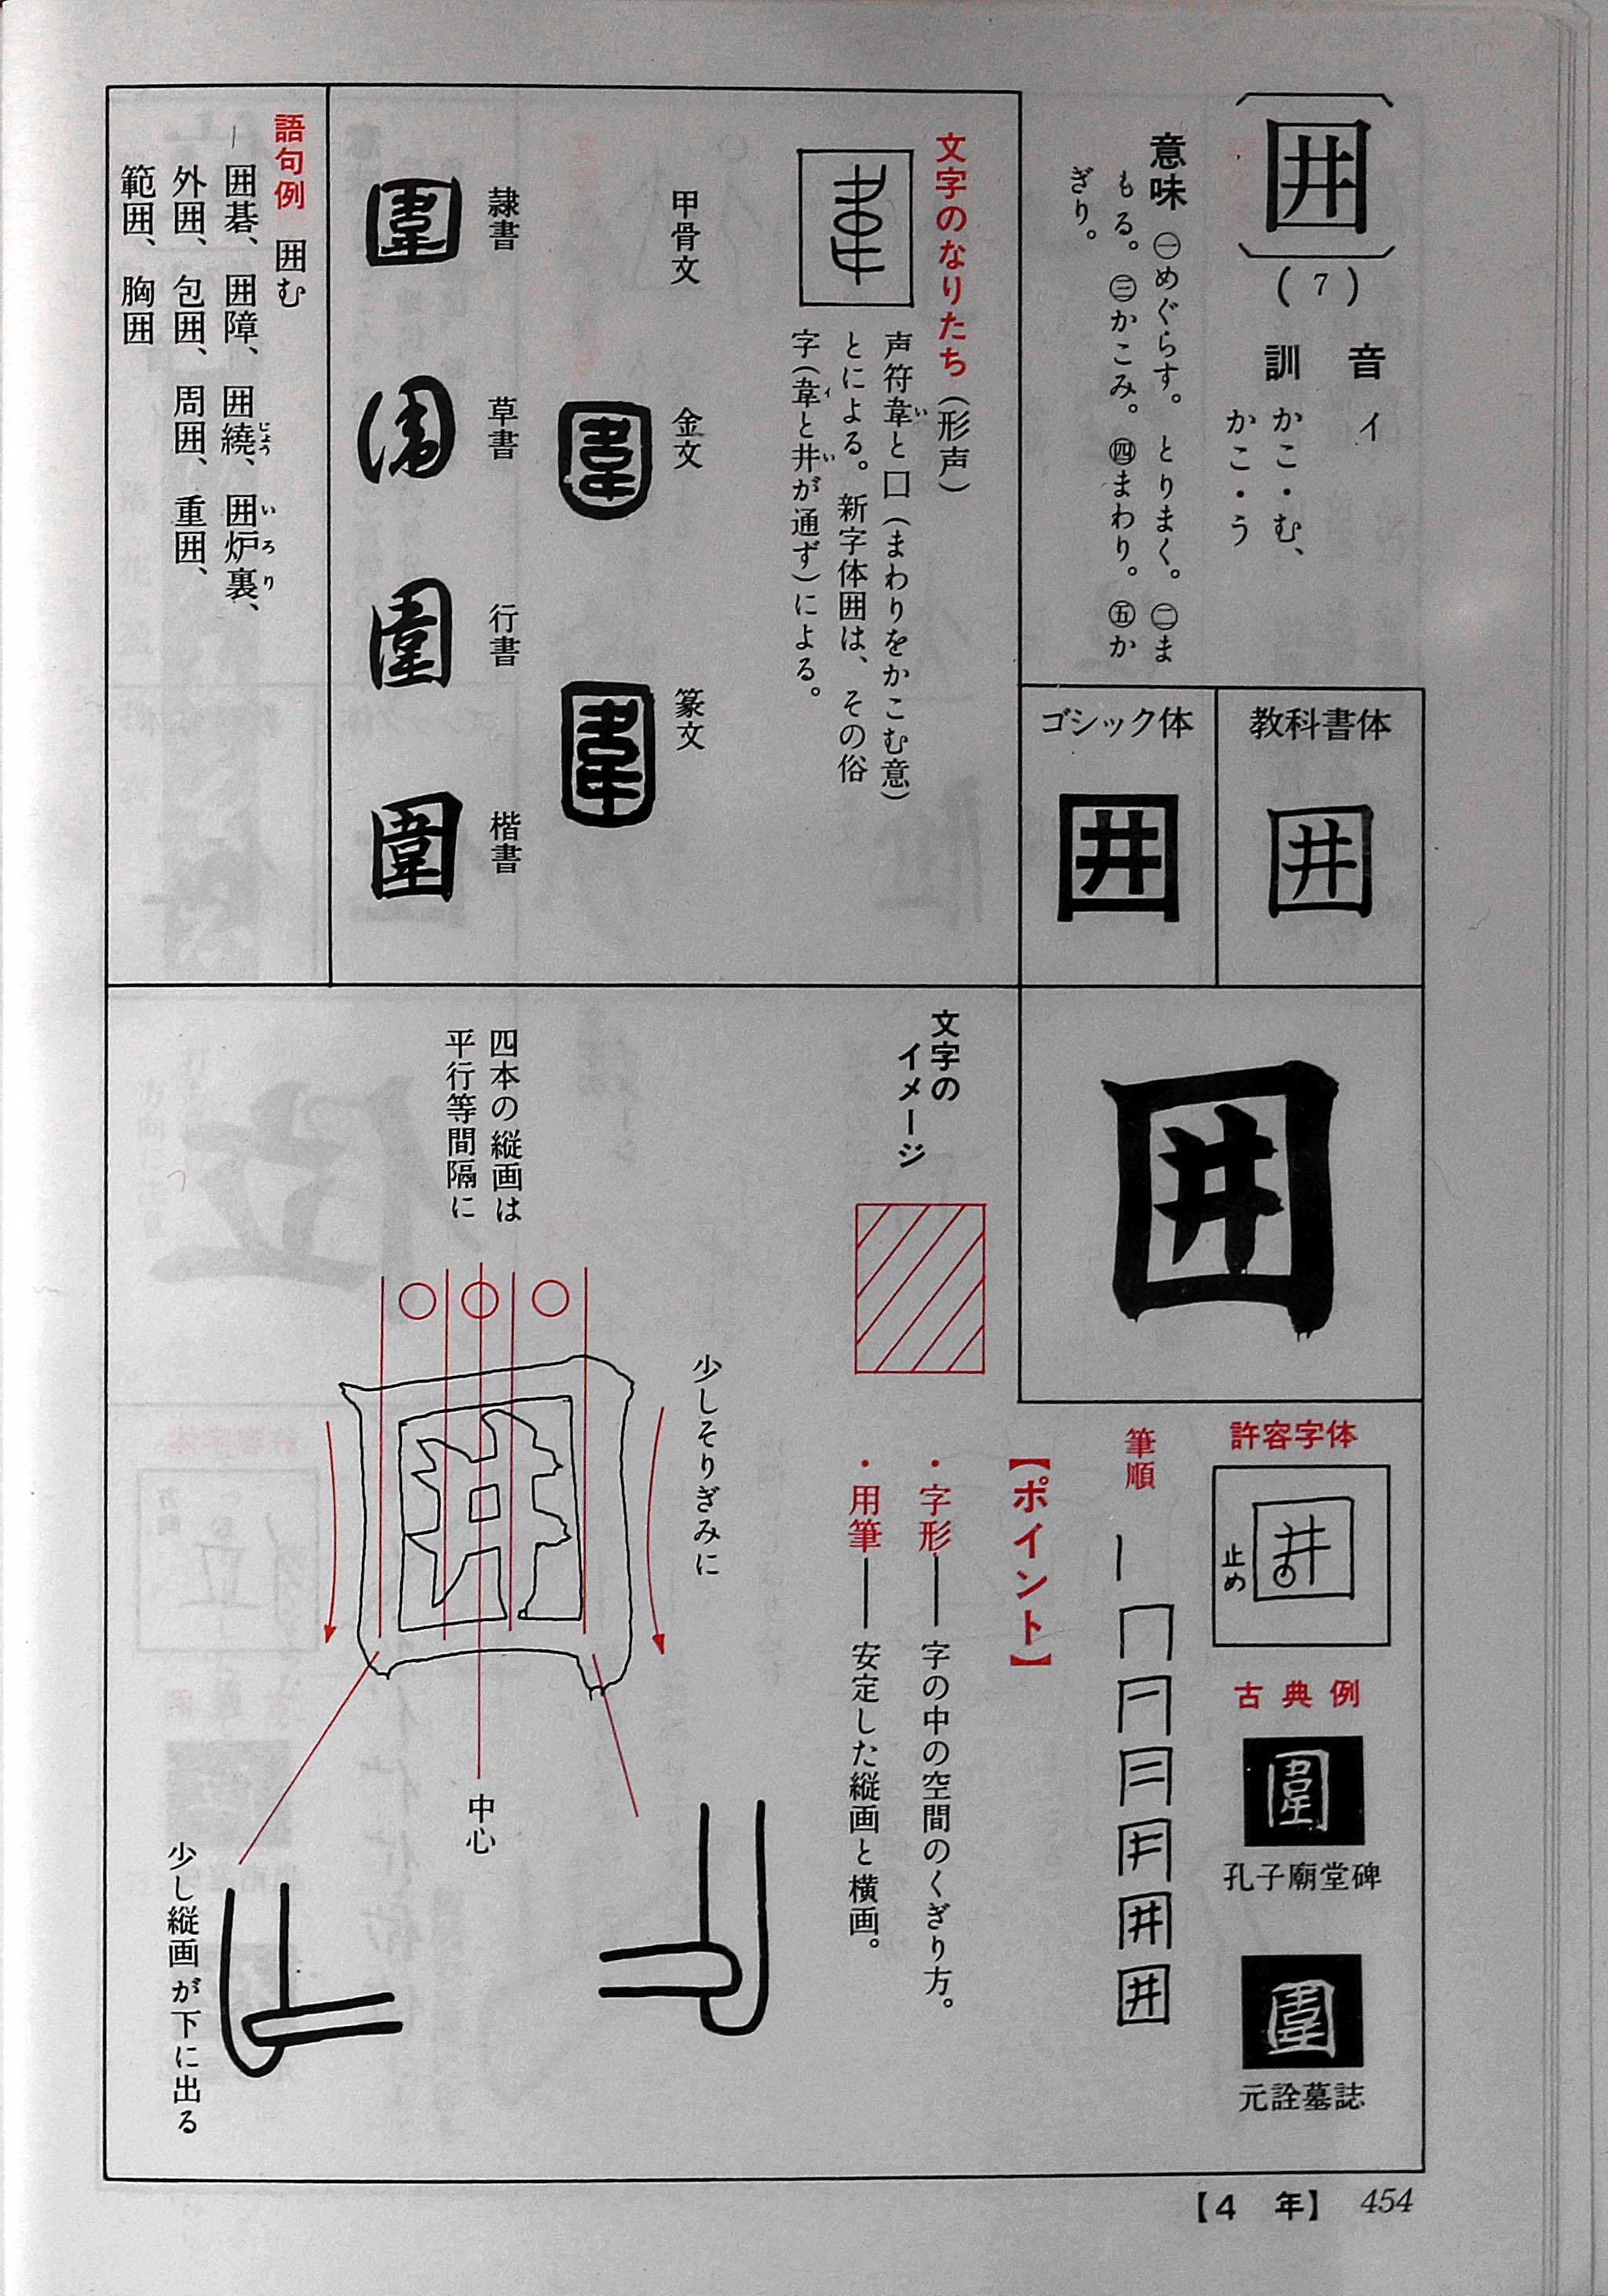 囲
(7)
音 イ
訓 かこ・む、
かこ・う
意味 ㊀めぐらす。とりまく。㊁ま
もる。㊂かこみ。㊃まわり。㊄か
ぎり。
教科書体
囲
ゴシック体
囲
文字のなりたち(形声)
声符韋いと囗(まわりをかこむ意)
とによる。新字体囲は、その俗
字(韋イと井いが通ず)による。
甲骨文
金文
篆文
隷書
圍
草書
圍
行書
圍
楷書
圍
語句例 囲む
囲碁、囲障、囲繞じょう、囲炉裏いろり、
外囲、包囲、周囲、重囲、
範囲、胸囲
囲
許容字体
囲
止め
古典例
圍
孔子廟堂碑
圍
元詮墓誌
筆順
囲
【ポイント】
・字形――字の中の空間のくぎり方。
・用筆――安定した縦画と横画。
文字の
イメージ
四本の縦画は
平行等間隔に
少しそりぎみに
中心
少し縦画が下に出る
【4 年】 454